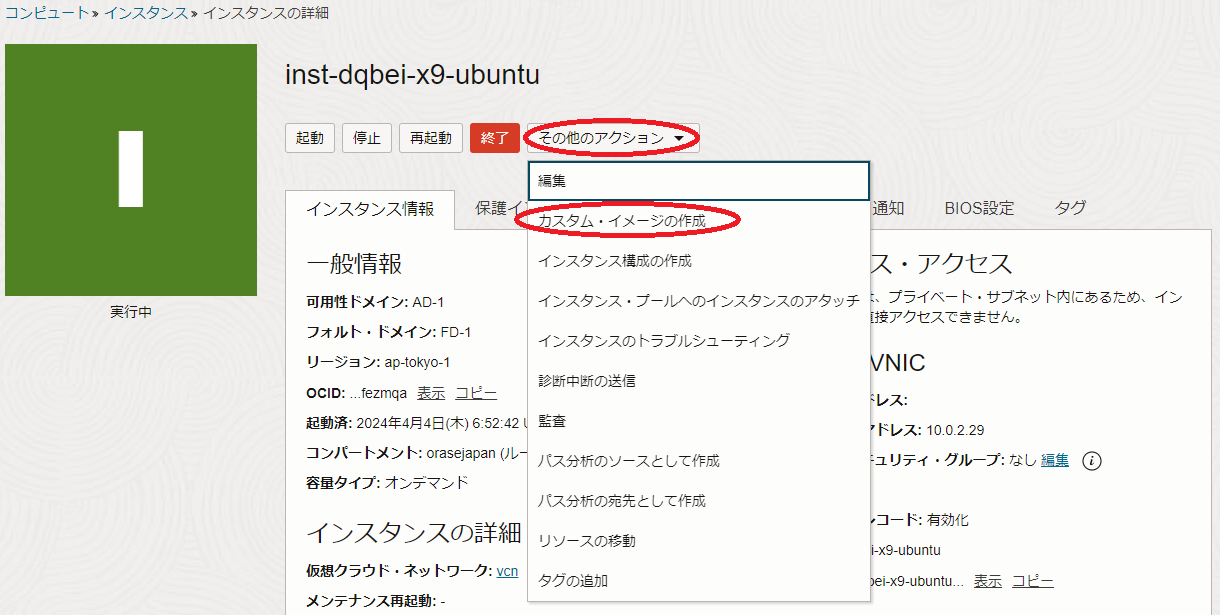 コンピュート » インスタンス » インスタンスの詳細
inst-dqbei-x9-ubuntu
起動 停止 再起動 終了 その他のアクション
編集
カスタム・イメージの作成
インスタンス構成の作成
インスタンス・プールへのインスタンスのアタッチ
インスタンスのトラブルシューティング
診断中断の送信
監査
パス分析のソースとして作成
パス分析の宛先として作成
リソースの移動
タグの追加
実行中
インスタンス情報 保護イ 通知 BIOS設定 タグ
一般情報
可用性ドメイン: AD-1
フォルト・ドメイン: FD-1
リージョン: ap-tokyo-1
OCID: ...fezmqa 表示 コピー
起動済: 2024年4月4日(木) 6:52:42 U
コンパートメント: orasejapan (ルー
容量タイプ: オンデマンド
インスタンスの詳細
仮想クラウド・ネットワーク: vcn
メンテナンス再起動: -
ス・アクセス
は、プライベート・サブネット内にあるため、イン
直接アクセスできません。
VNIC
ドレス:
アドレス: 10.0.2.29
キュリティ・グループ: なし 編集
レコード: 有効化
i-x9-ubuntu
bei-x9-ubuntu... 表示 コピー